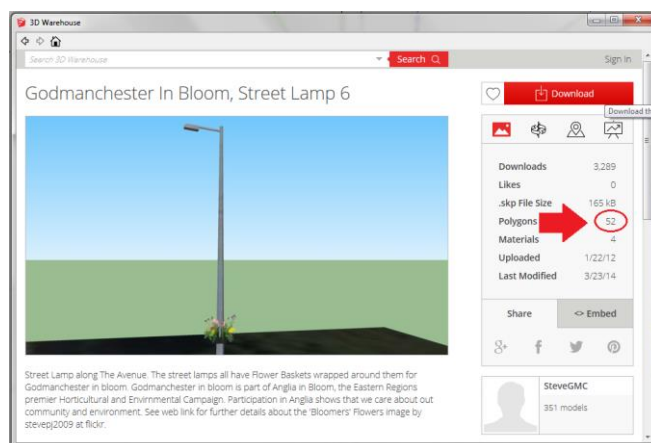 3D Warehouse
Search 3D Warehouse
Search
Sign In
Godmanchester In Bloom, Street Lamp 6
Download
Download th
Downloads 3,289
Likes 0
.skp File Size 165 kB
Polygons 52
Materials 4
Uploaded 1/22/12
Last Modified 3/23/14
Share
<> Embed
Street Lamp along The Avenue. The street lamps all have Flower Baskets wrapped around them for
Godmanchester in bloom. Godmanchester in bloom is part of Anglia in Bloom, the Eastern Regions
premier Horticultural and Envirnmental Campaign. Participation in Anglia shows that we care about out
community and environment. See web link for further details about the 'Bloomers' Flowers image by
stevepj2009 at flickr.
SteveGMC
351 models